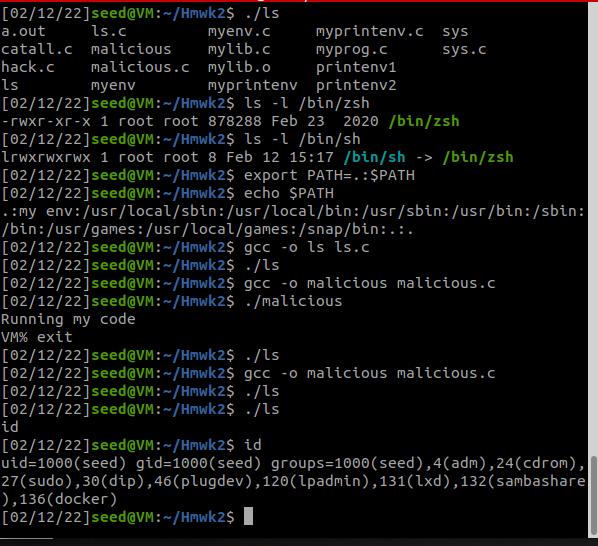 [02/12/22]seed@VM:~/Hmwk2$ ./ls
a.out    ls.c         myenv.c     myprintenv.c  sys
catall.c malicious    mylib.c     myprog.c      sys.c
hack.c   malicious.c  mylib.o     printenv1
ls       myenv        myprintenv  printenv2
[02/12/22]seed@VM:~/Hmwk2$ ls -l /bin/zsh
-rwxr-xr-x 1 root root 878288 Feb 23  2020 /bin/zsh
[02/12/22]seed@VM:~/Hmwk2$ ls -l /bin/sh
lrwxrwxrwx 1 root root 8 Feb 12 15:17 /bin/sh -> /bin/zsh
[02/12/22]seed@VM:~/Hmwk2$ export PATH=.:$PATH
[02/12/22]seed@VM:~/Hmwk2$ echo $PATH
.:my env:/usr/local/sbin:/usr/local/bin:/usr/sbin:/usr/bin:/sbin:
/bin:/usr/games:/usr/local/games:/snap/bin:.:.
[02/12/22]seed@VM:~/Hmwk2$ gcc -o ls ls.c
[02/12/22]seed@VM:~/Hmwk2$ ./ls
[02/12/22]seed@VM:~/Hmwk2$ gcc -o malicious malicious.c
[02/12/22]seed@VM:~/Hmwk2$ ./malicious
Running my code
VM% exit
[02/12/22]seed@VM:~/Hmwk2$ ./ls
[02/12/22]seed@VM:~/Hmwk2$ gcc -o malicious malicious.c
[02/12/22]seed@VM:~/Hmwk2$ ./ls
[02/12/22]seed@VM:~/Hmwk2$ ./ls
id
[02/12/22]seed@VM:~/Hmwk2$ id
uid=1000(seed) gid=1000(seed) groups=1000(seed),4(adm),24(cdrom),
27(sudo),30(dip),46(plugdev),120(lpadmin),131(lxd),132(sambashare
),136(docker)
[02/12/22]seed@VM:~/Hmwk2$